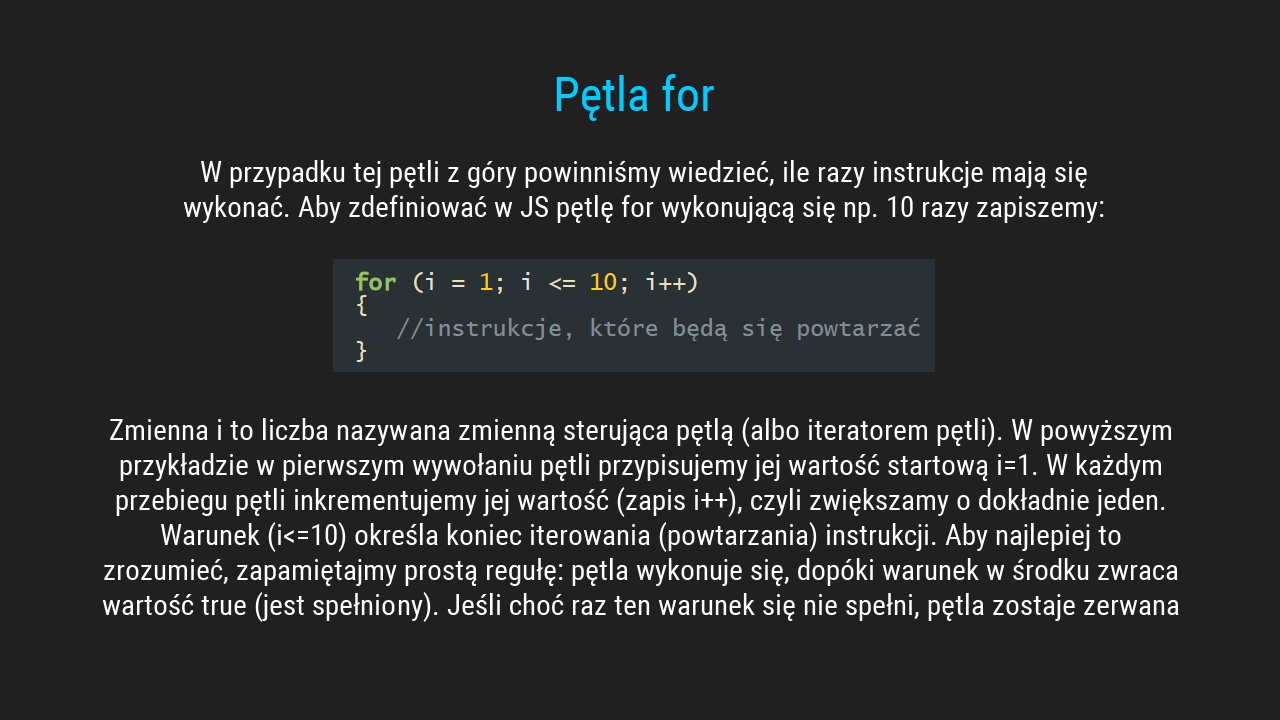 Pętla for
W przypadku tej pętli z góry powinniśmy wiedzieć, ile razy instrukcje mają się
wykonać. Aby zdefiniować w JS pętlę for wykonującą się np. 10 razy zapiszemy:
for (i = 1; i <= 10; i++)
{
//instrukcje, które będą się powtarzać
}
Zmienna i to liczba nazywana zmienną sterująca pętlą (albo iteratorem pętli). W powyższym
przykładzie w pierwszym wywołaniu pętli przypisujemy jej wartość startową i=1. W każdym
przebiegu pętli inkrementujemy jej wartość (zapis i++), czyli zwiększamy o dokładnie jeden.
Warunek (i<=10) określa koniec iterowania (powtarzania) instrukcji. Aby najlepiej to
zrozumieć, zapamiętajmy prostą regułę: pętla wykonuje się, dopóki warunek w środku zwraca
wartość true (jest spełniony). Jeśli choć raz ten warunek się nie spełni, pętla zostaje zerwana